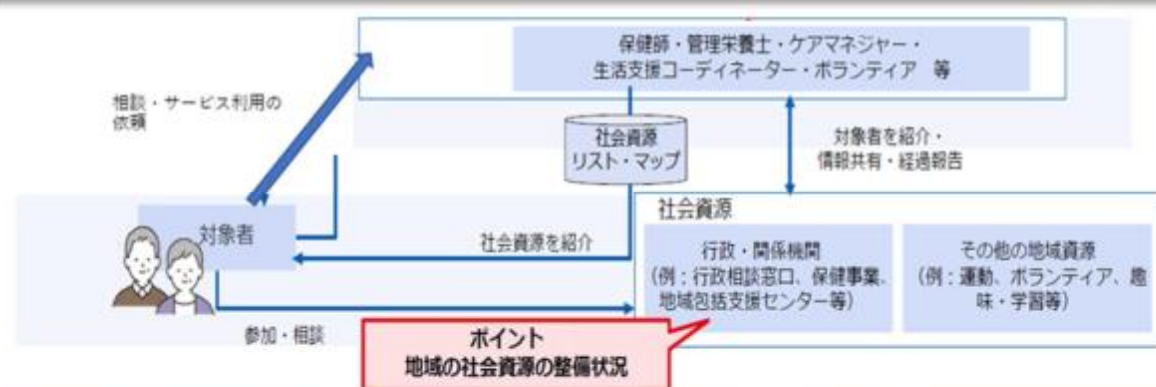 保健師・管理栄養士・ケアマネジャー・
生活支援コーディネーター・ボランティア 等
相談・サービス利用の
依頼
社会資源
リスト・マップ
対象者を紹介・
情報共有・経過報告
社会資源
対象者
社会資源を紹介
行政・関係機関
(例:行政相談窓口、保健事業、
地域包括支援センター等)
その他の地域資源
(例:運動、ボランティア、趣
味・学習等)
参加・相談
ポイント
地域の社会資源の整備状況